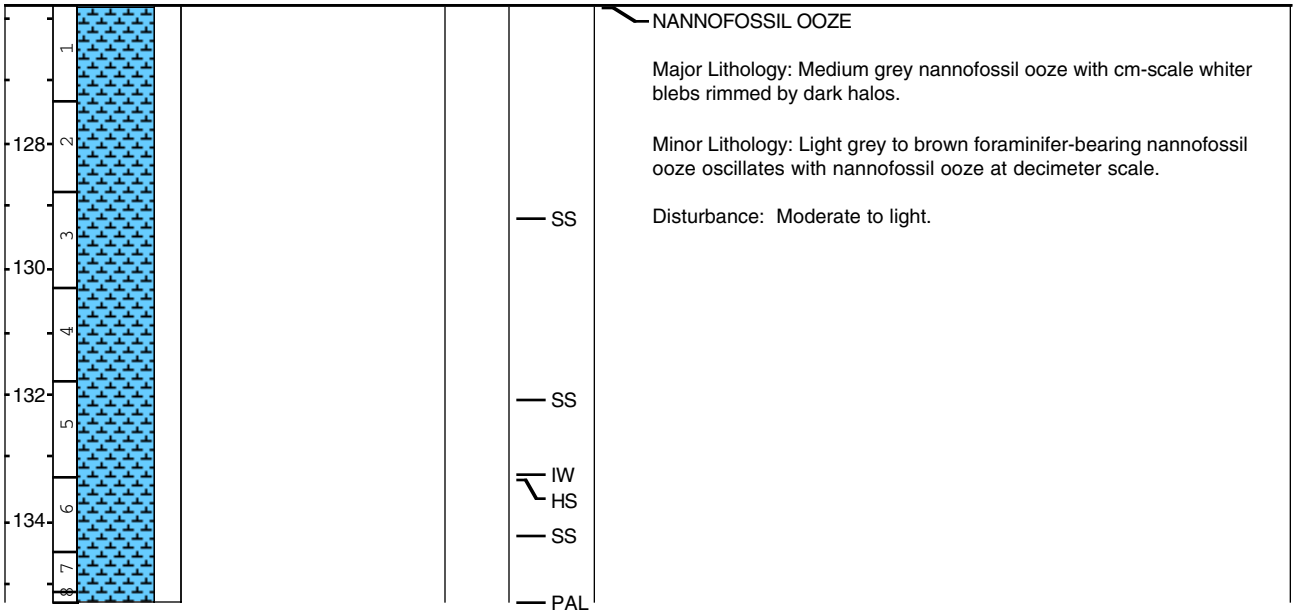 NANNOFOSSIL OOZE
Major Lithology: Medium grey nannofossil ooze with cm-scale whiter
blebs rimmed by dark halos.
Minor Lithology: Light grey to brown foraminifer-bearing nannofossil
ooze oscillates with nannofossil ooze at decimeter scale.
Disturbance: Moderate to light.
1
128
2
3
SS
130
4
132
SS
5
IW
HS
6
134
SS
7
8
PAL